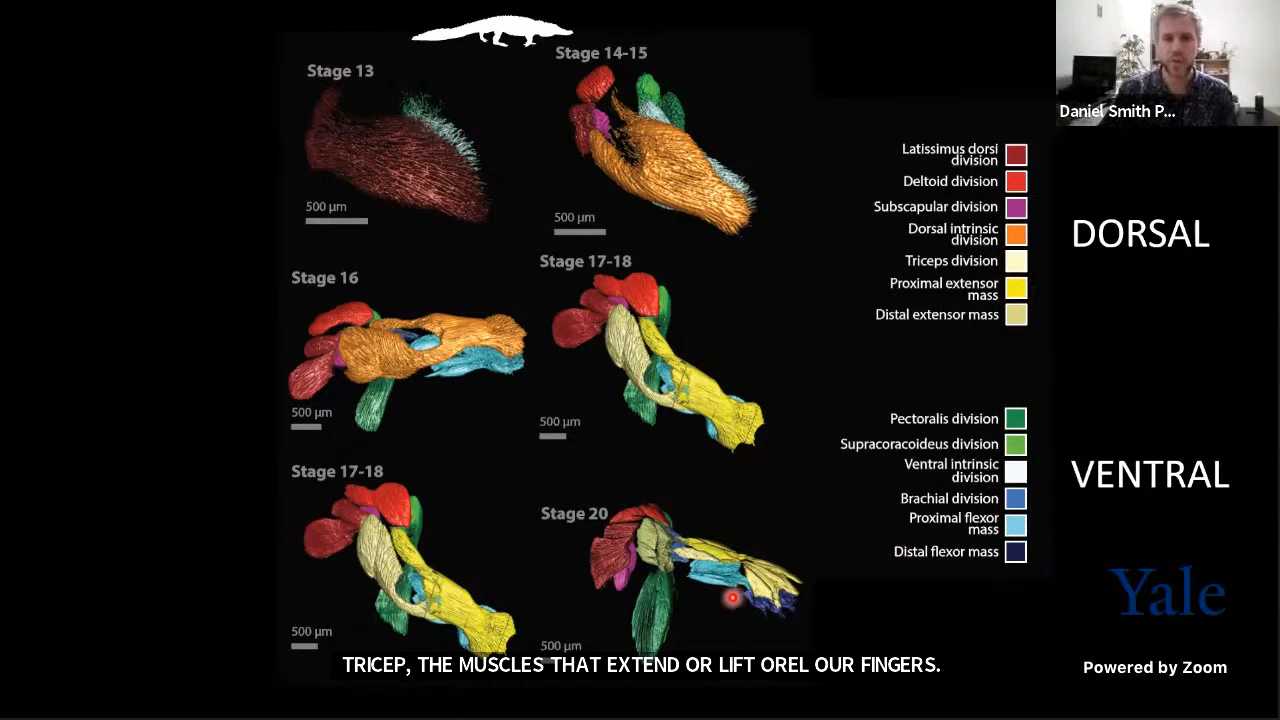 Stage 13
500 µm
Stage 14-15
500 µm
Stage 16
500 µm
Stage 17-18
500 µm
Stage 17-18
500 µm
Stage 20
500 µm
Latissimus dorsi
division
Deltoid division
Subscapular division
Dorsal intrinsic
division
Triceps division
Proximal extensor
mass
Distal extensor mass
DORSAL
Pectoralis division
Supracoracoideus division
Ventral intrinsic
division
Brachial division
Proximal flexor
mass
Distal flexor mass
VENTRAL
Daniel Smith P...
Yale
Powered by Zoom
TRICEP, THE MUSCLES THAT EXTEND OR LIFT OREL OUR FINGERS.